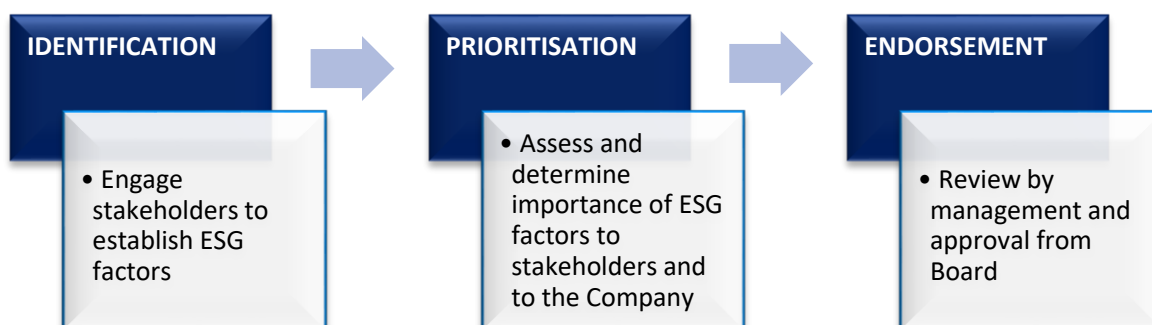 IDENTIFICATION
• Engage
stakeholders to
establish ESG
factors
PRIORITISATION
• Assess and
determine
importance of ESG
factors to
stakeholders and
to the Company
ENDORSEMENT
• Review by
management and
approval from
Board